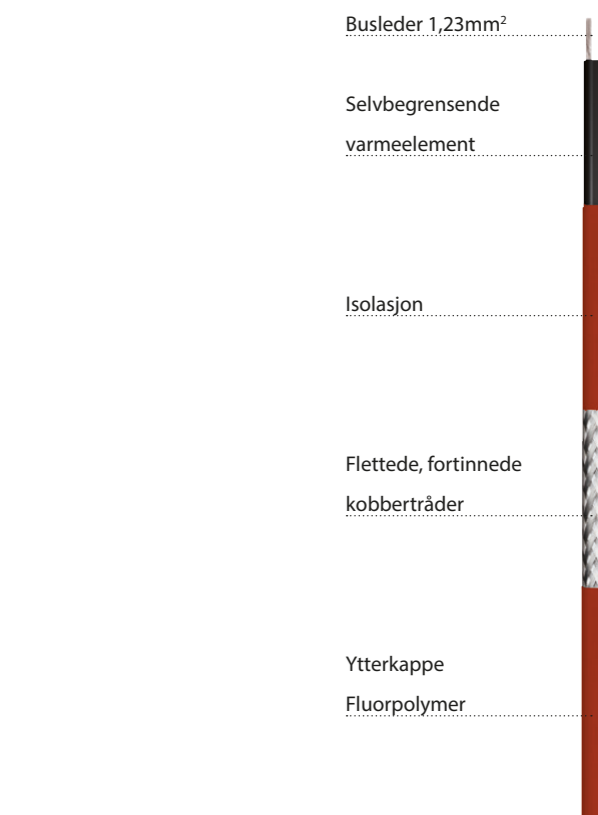 Busleder 1,23mm²
Selvbegrensende
varmeelement
Isolasjon
Flettede, fortinnede
kobbertråder
Ytterkappe
Fluorpolymer